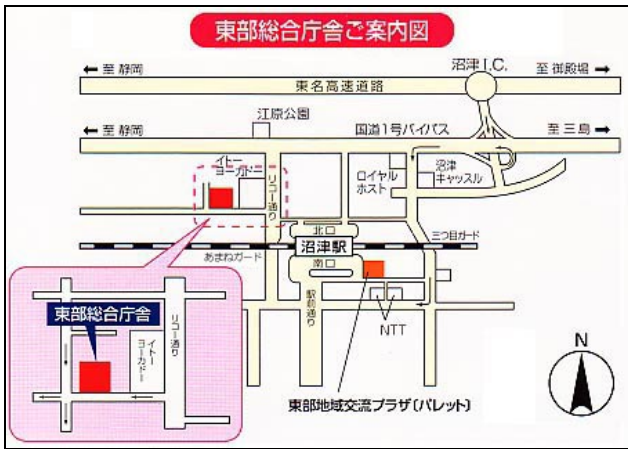 東部総合庁舎ご案内図
沼津I.C.
至 静岡
至 御殿場
東名高速道路
江原公園
至 静岡
国道1号バイパス
至 三島
イトー
ヨーカドー
リコー通り
ロイヤル
ホスト
沼津
キャッスル
北口
沼津駅
三つ目ガード
あまねガード
南口
駅前通り
NTT
東部総合庁舎
リコー通り
イトー
ヨーカドー
N
東部地域交流プラザ(パレット)